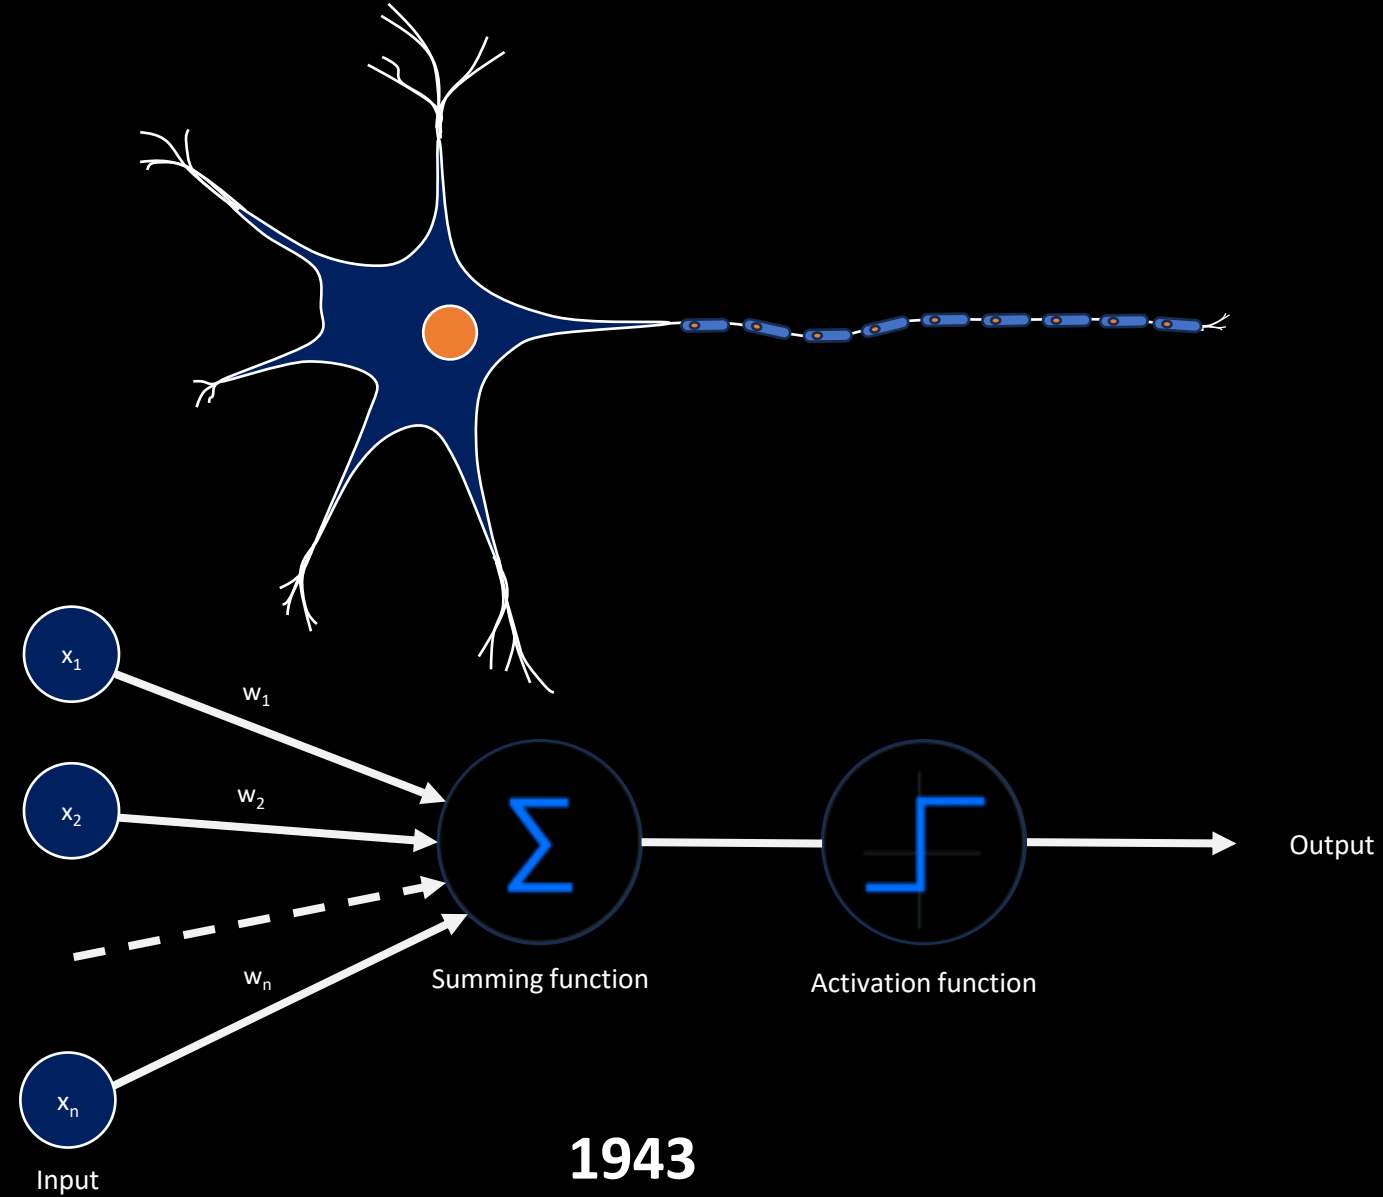 x₁
w₁
x₂
w₂
Σ
Output
wₙ
Summing function
Activation function
xₙ
Input
1943